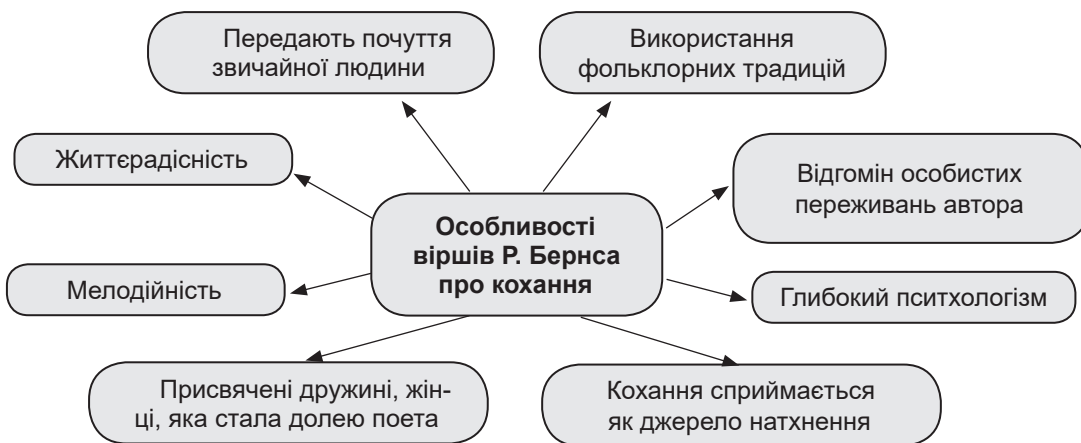 Передають почуття
звичайної людини
Використання
фольклорних традицій
Життєрадісність
Відгомін особистих
переживань автора
Особливості
віршів Р. Бернса
про кохання
Мелодійність
Глибокий пситхологізм
Присвячені дружині, жін-
ці, яка стала долею поета
Кохання сприймається
як джерело натхнення